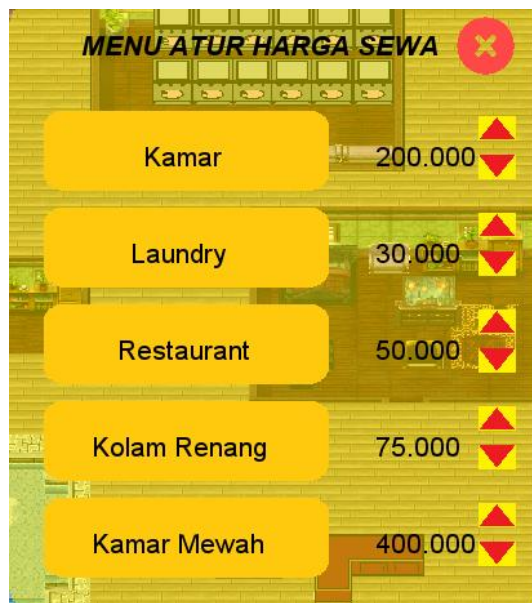 MENU ATUR HARGA SEWA
Kamar 200.000
Laundry 30.000
Restaurant 50.000
Kolam Renang 75.000
Kamar Mewah 400.000